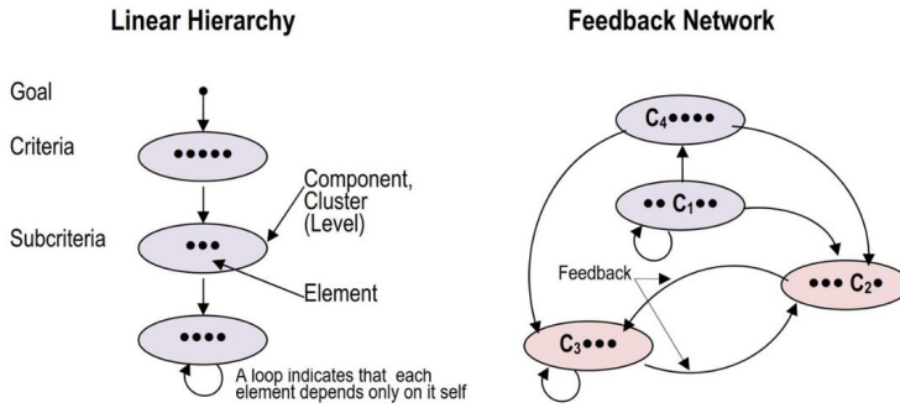 Linear Hierarchy
Goal
Criteria
Subcriteria
Component,
Cluster
(Level)
Element
A loop indicates that each
element depends only on it self
Feedback Network
C₄
C₁
Feedback
C₂
C₃